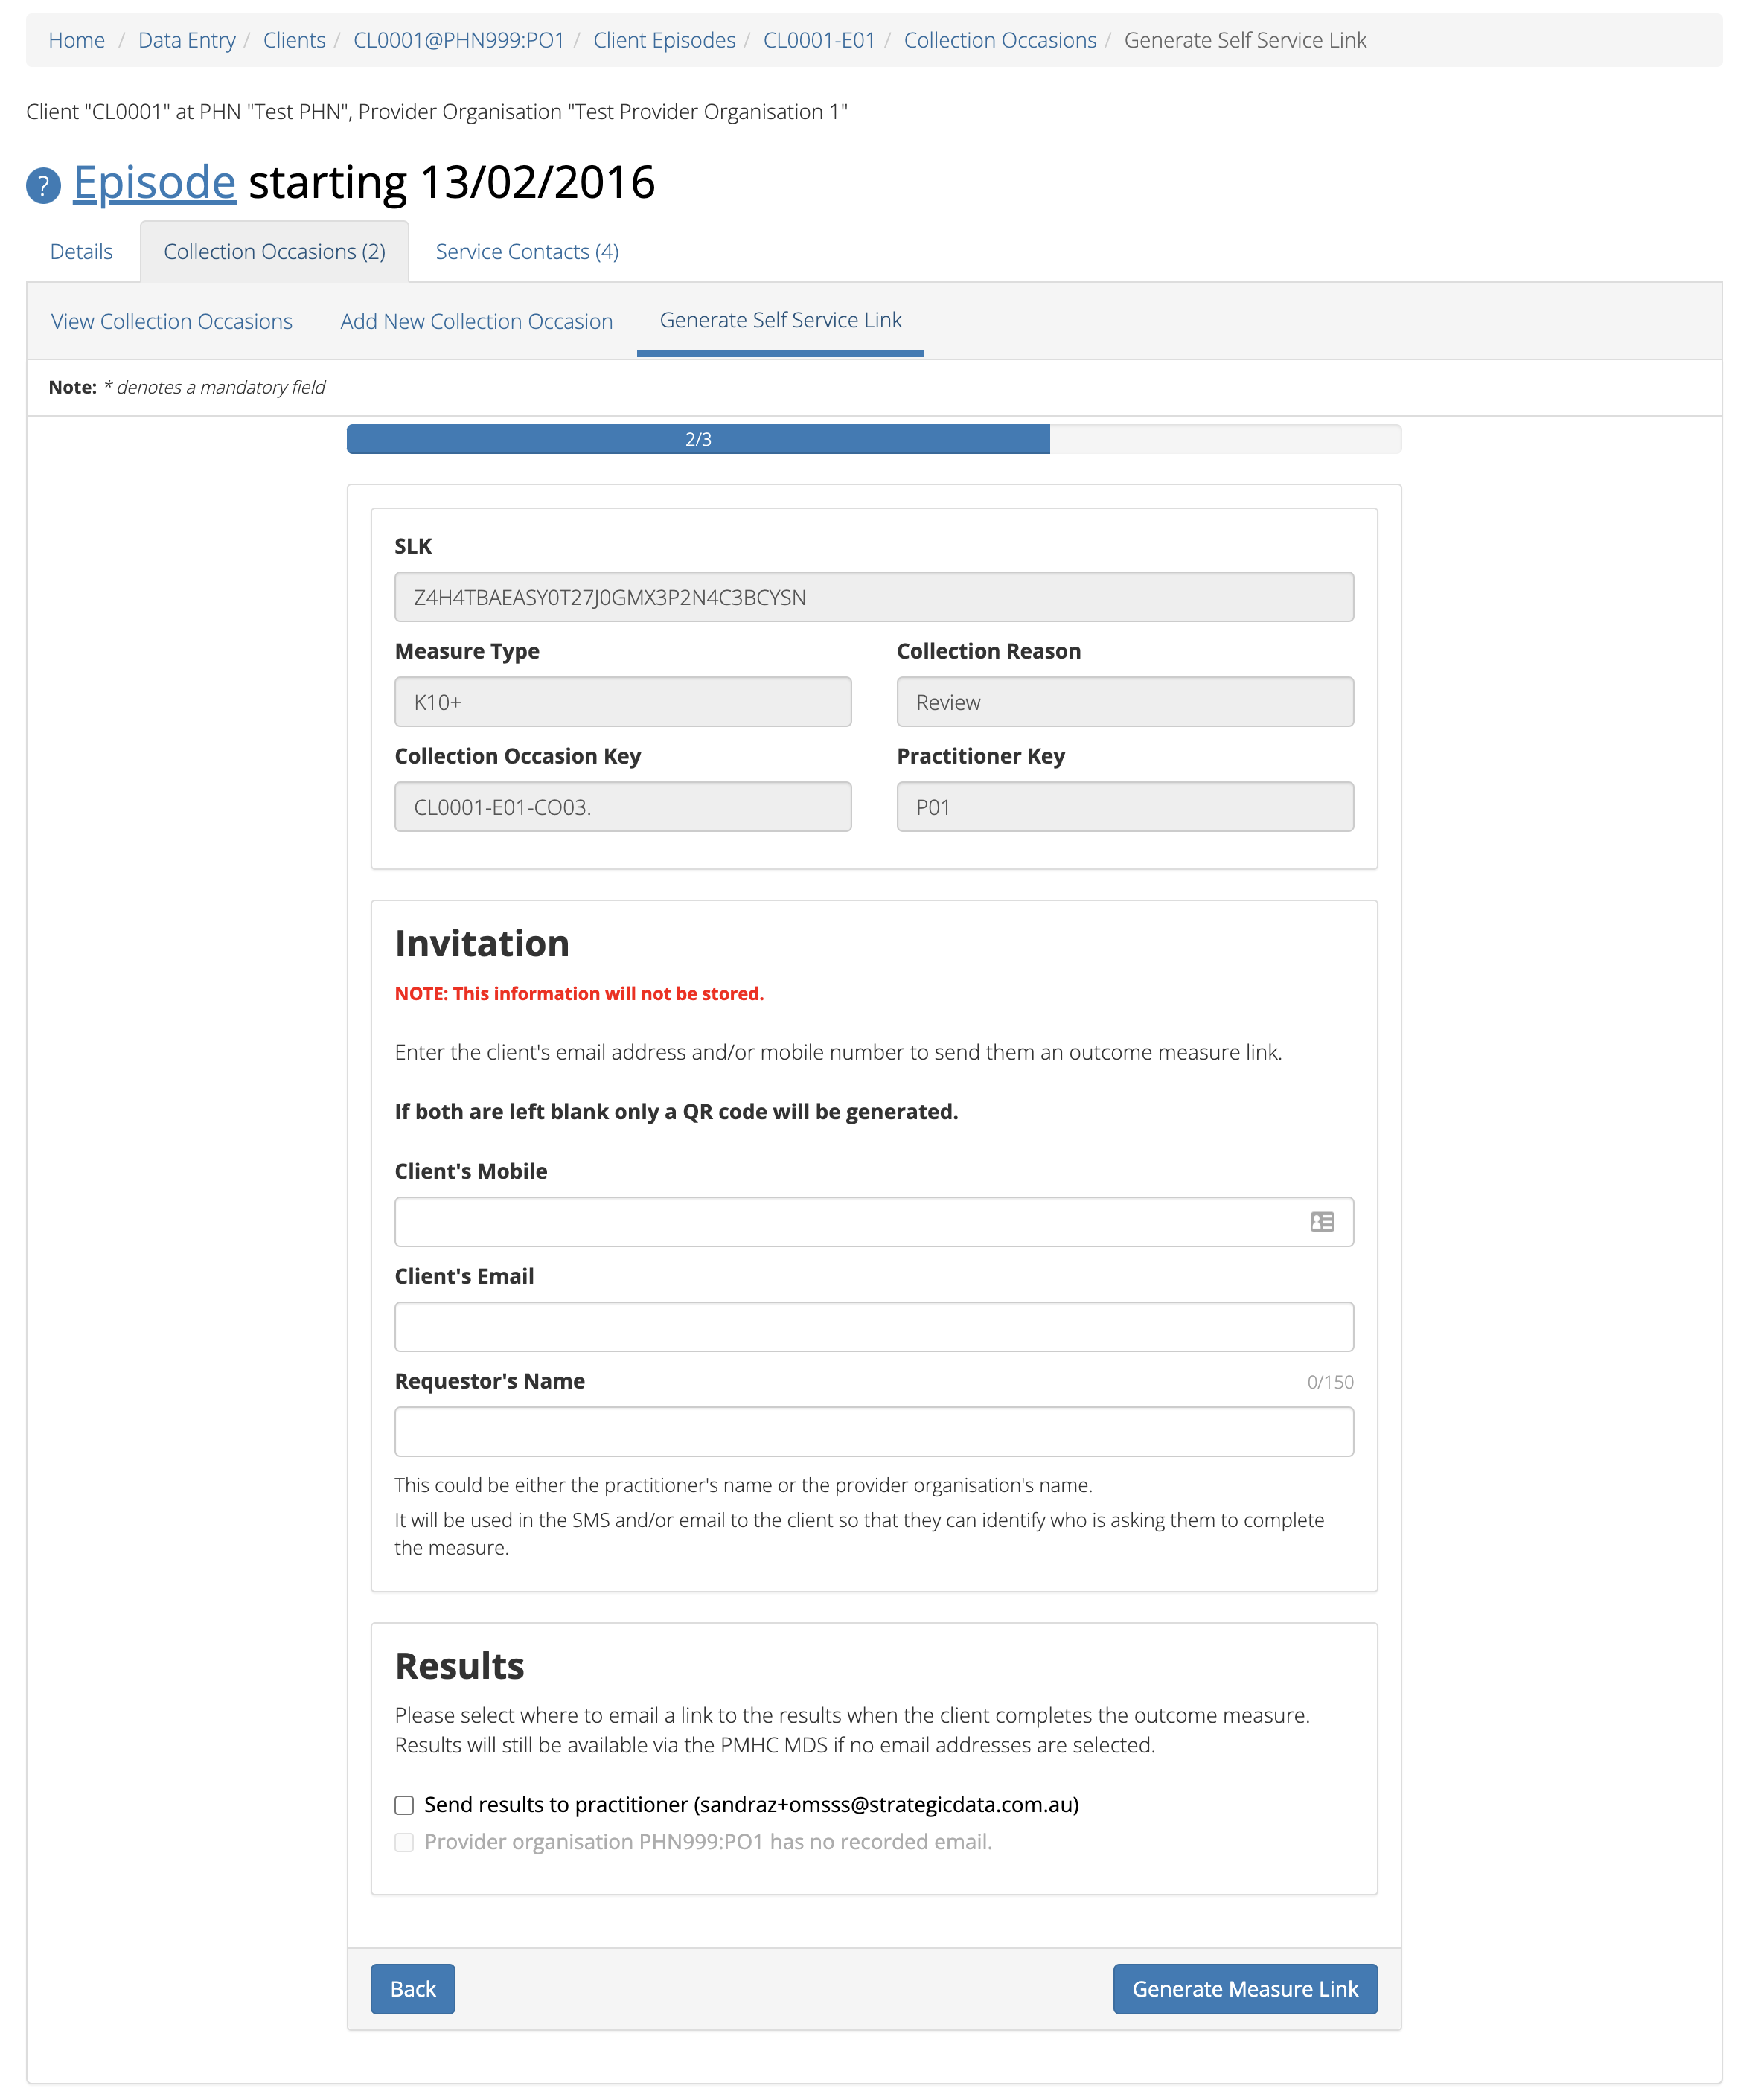 Home / Data Entry / Clients / CL0001@PHN999:PO1 / Client Episodes / CL0001-E01 / Collection Occasions / Generate Self Service Link
Client "CL0001" at PHN "Test PHN", Provider Organisation "Test Provider Organisation 1"
? Episode starting 13/02/2016
Details Collection Occasions (2) Service Contacts (4)
View Collection Occasions Add New Collection Occasion Generate Self Service Link
Note: * denotes a mandatory field
2/3
SLK
Z4H4TBAEASY0T27J0GMX3P2N4C3BCYSN
Measure Type Collection Reason
K10+ Review
Collection Occasion Key Practitioner Key
CL0001-E01-CO03. P01
Invitation
NOTE: This information will not be stored.
Enter the client's email address and/or mobile number to send them an outcome measure link.
If both are left blank only a QR code will be generated.
Client's Mobile
Client's Email
Requestor's Name 0/150
This could be either the practitioner's name or the provider organisation's name.
It will be used in the SMS and/or email to the client so that they can identify who is asking them to complete
the measure.
Results
Please select where to email a link to the results when the client completes the outcome measure.
Results will still be available via the PMHC MDS if no email addresses are selected.
Send results to practitioner (sandraz+omsss@strategicdata.com.au)
Provider organisation PHN999:PO1 has no recorded email.
Back Generate Measure Link